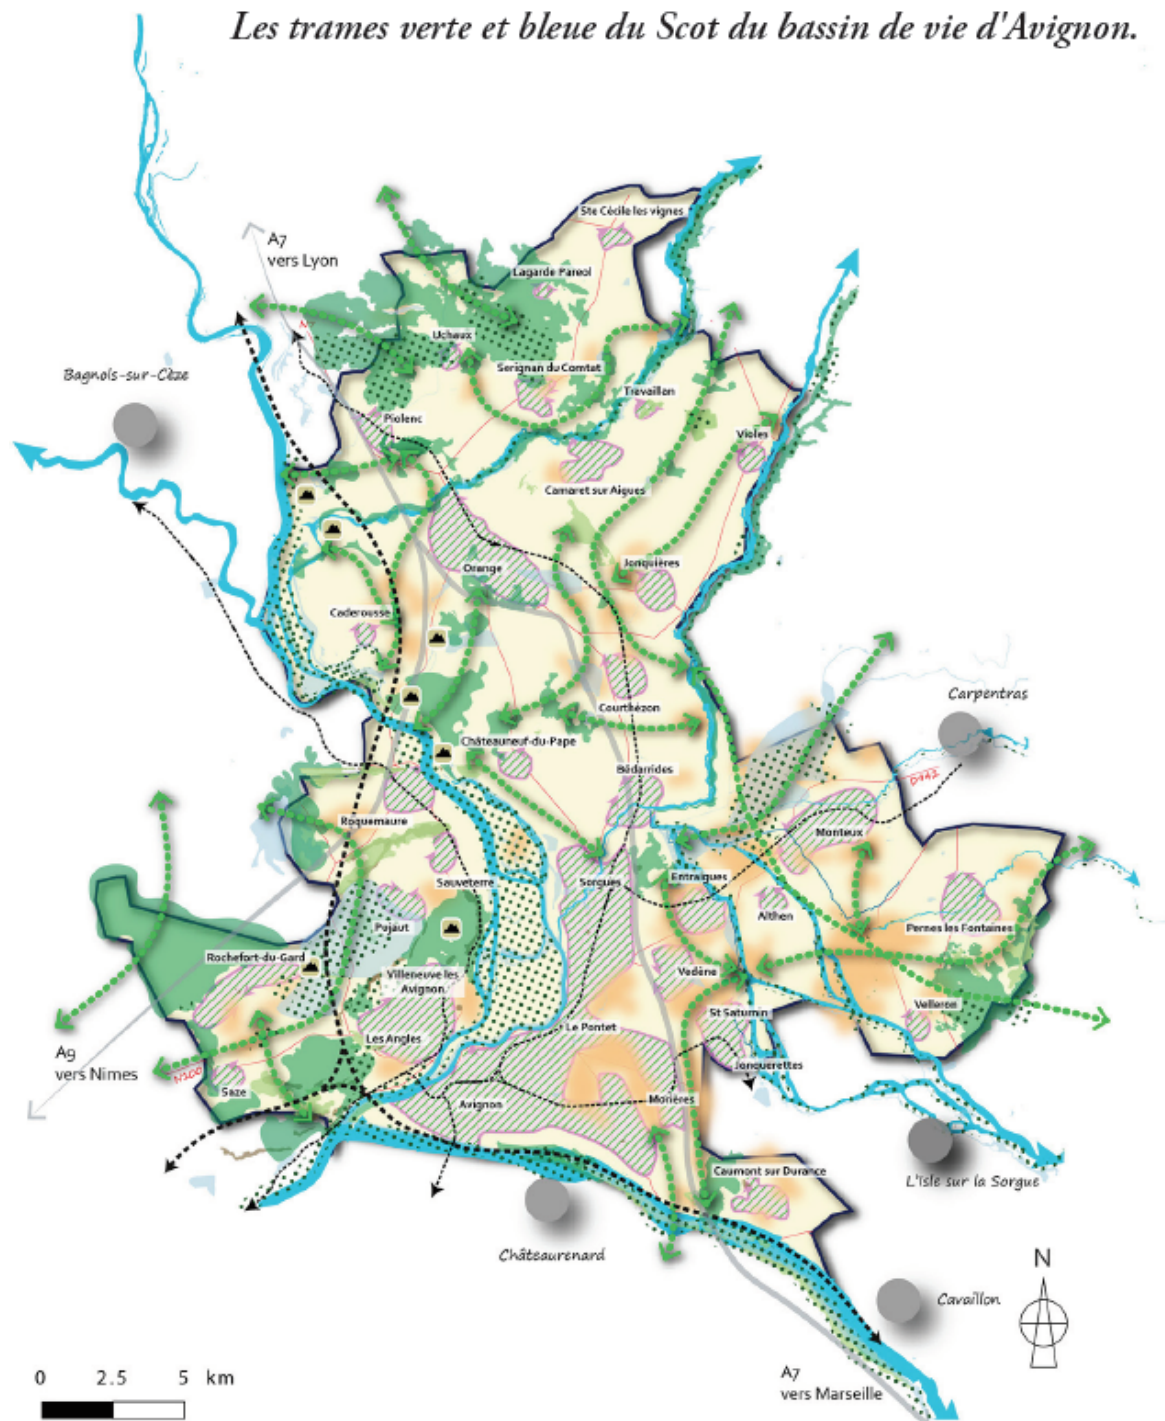 Les trames verte et bleue du Scot du bassin de vie d'Avignon.
Ste Cécile les vignes
A7
vers Lyon
Lagarde Pareol
Uchaux
Serignan du Comtat
Bagnols-sur-Cèze
Travaillan
Piolenc
Violes
Camaret sur Aigues
Orange
Jonquières
Caderousse
Carpentras
Courthézon
Châteauneuf-du-Pape
Bédarrides
D942
Roquemaure
Monteux
Sauveterre
Sorgues
Entraigues
Althen
Pujaut
Pernes les Fontaines
Rochefort-du-Gard
Villeneuve les
Avignon
Vedène
Velleron
St Saturnin
Le Pontet
Les Angles
A9
vers Nimes
N100
Jonquerettes
Saze
Avignon
Morières
Caumont sur Durance
L'isle sur la Sorgue
Châteaurenard
N
Cavaillon
0 2.5 5 km
A7
vers Marseille